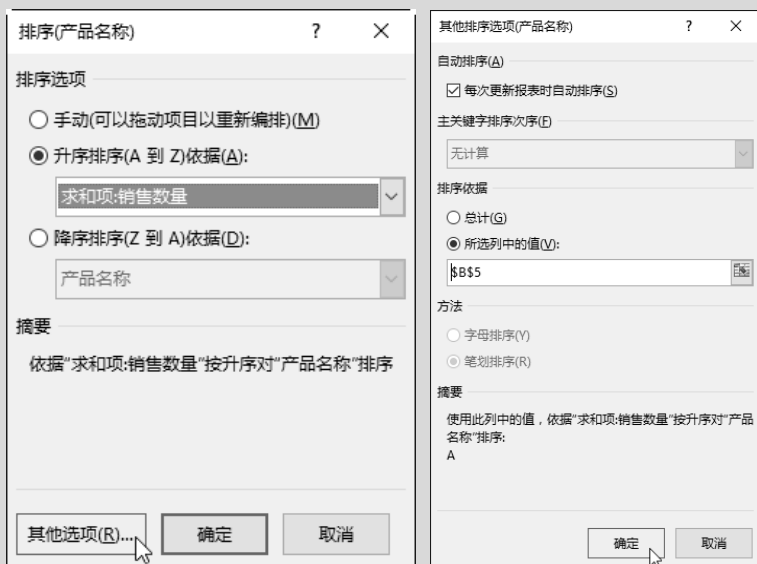 排序(产品名称)
排序选项
手动(可以拖动项目以重新编排)(M)
升序排序(A 到 Z)依据(A):
求和项:销售数量
降序排序(Z 到 A)依据(D):
产品名称
摘要
依据"求和项:销售数量"按升序对"产品名称"排序
其他选项(R)...
确定
取消
其他排序选项(产品名称)
自动排序(A)
每次更新报表时自动排序(S)
主关键字排序次序(F)
无计算
排序依据
总计(G)
所选列中的值(V):
$B$5
方法
字母排序(Y)
笔划排序(R)
摘要
使用此列中的值，依据"求和项:销售数量"按升序对"产品
名称"排序:
A
确定
取消